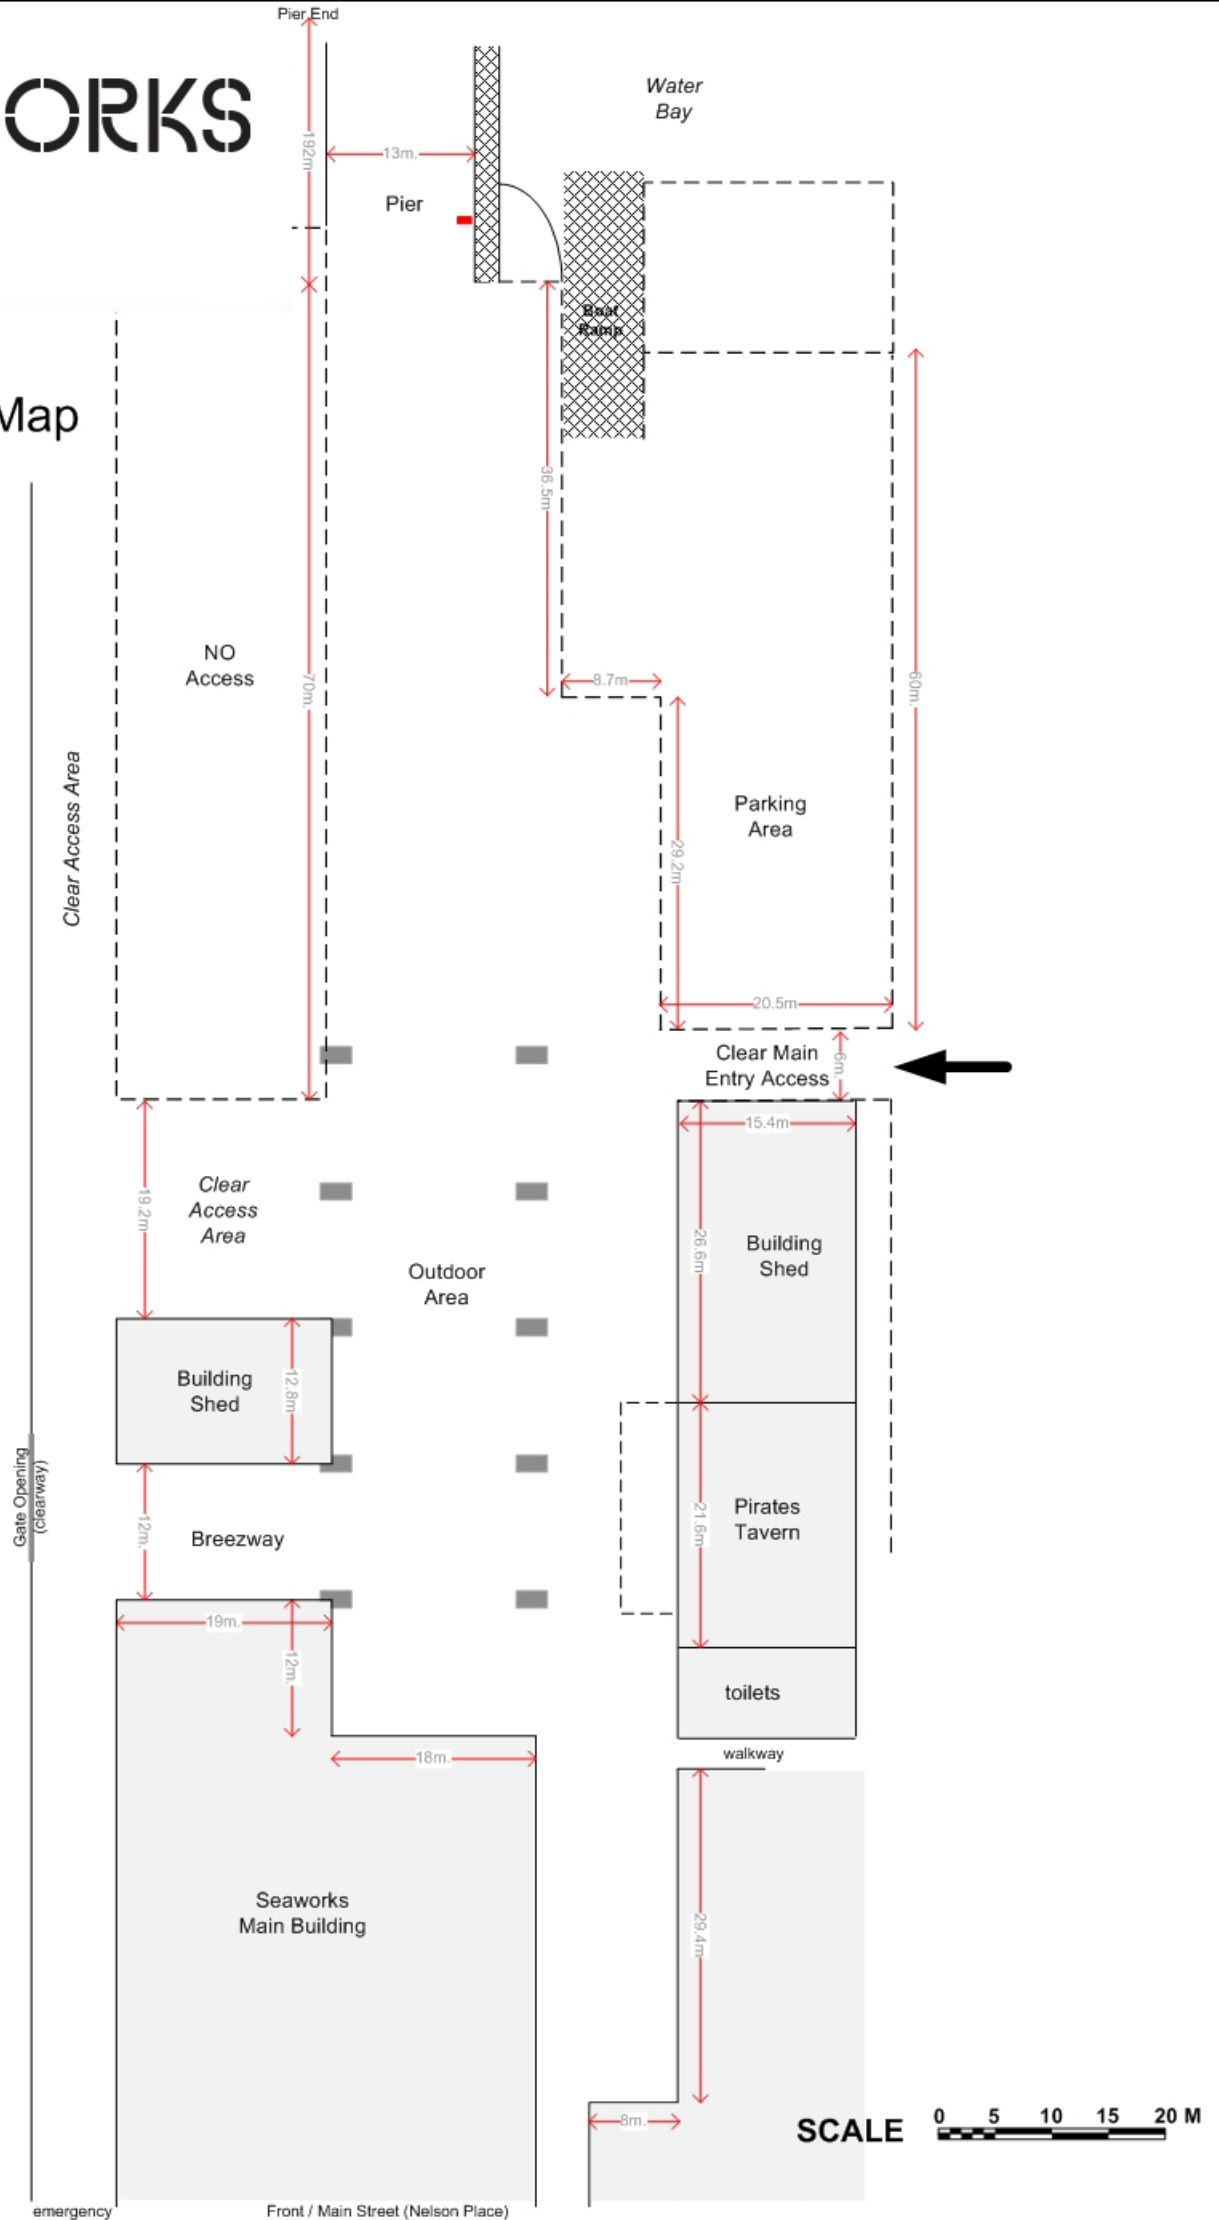 Pier End
ORKS
Water
Bay
192m
13m.
Pier
Boat
Ramp
Map
36.5m
NO
Access
70m.
8.7m
60m.
Clear Access Area
Parking
Area
29.2m
20.5m
Clear Main
Entry Access
6m.
15.4m
19.2m
Clear
Access
Area
26.6m
Building
Shed
Outdoor
Area
Building
Shed
12.8m
Gate Opening
(clearway)
12m.
Breezway
Pirates
Tavern
21.6m
19m.
12m.
toilets
18m.
walkway
Seaworks
Main Building
29.4m
8m.
SCALE
0 5 10 15 20 M
emergency
Front / Main Street (Nelson Place)